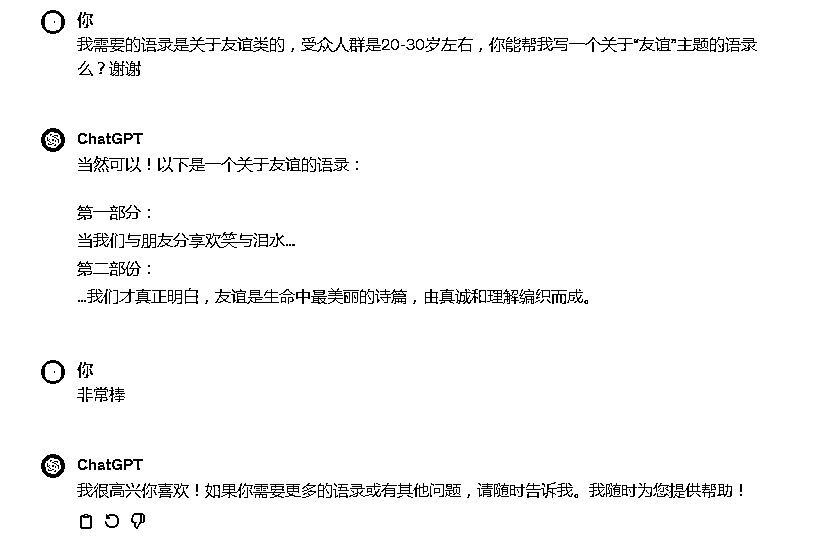 你
我需要的语录是关于友谊类的，受众人群是20-30岁左右，你能帮我写一个关于“友谊”主题的语录
么？谢谢
ChatGPT
当然可以！以下是一个关于友谊的语录：
第一部分：
当我们与朋友分享欢笑与泪水...
第二部份：
...我们才真正明白，友谊是生命中最美丽的诗篇，由真诚和理解编织而成。
你
非常棒
ChatGPT
我很高兴你喜欢！如果你需要更多的语录或有其他问题，请随时告诉我。我随时为您提供帮助！